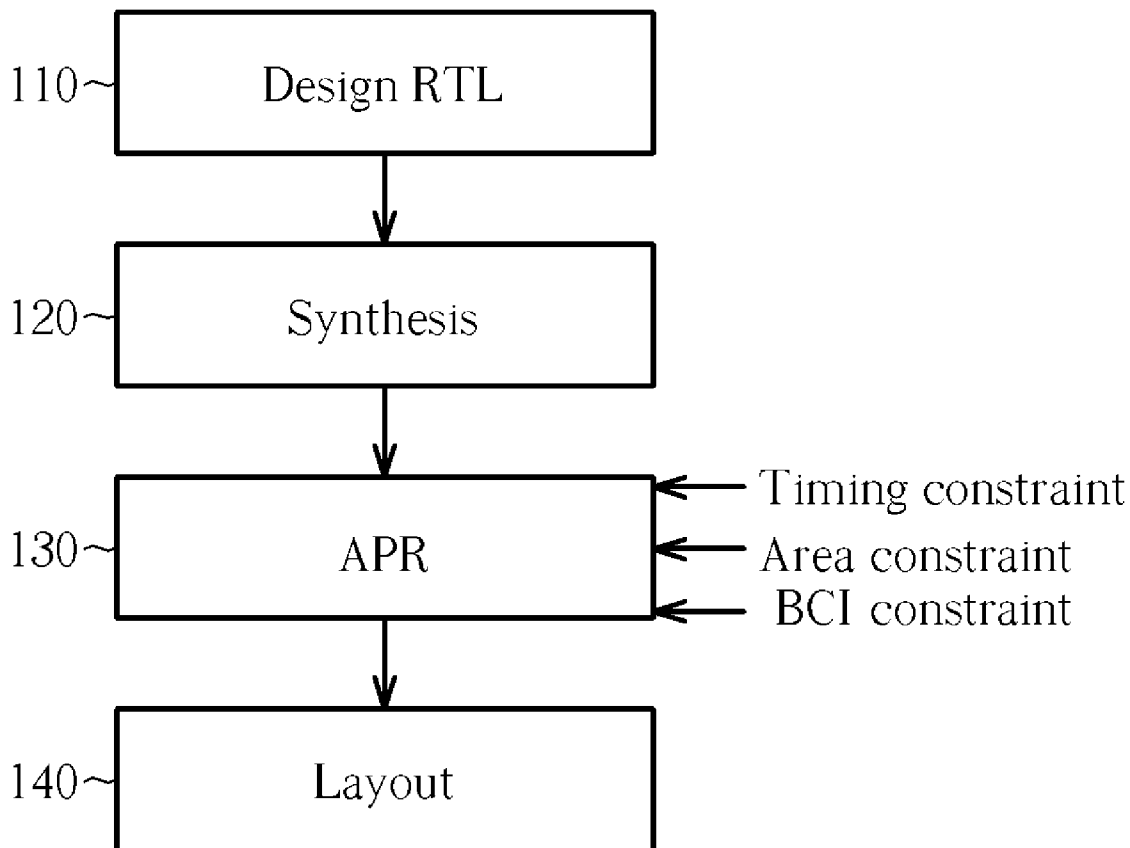 110
Design RTL
120
Synthesis
130
APR
Timing constraint
Area constraint
BCI constraint
140
Layout